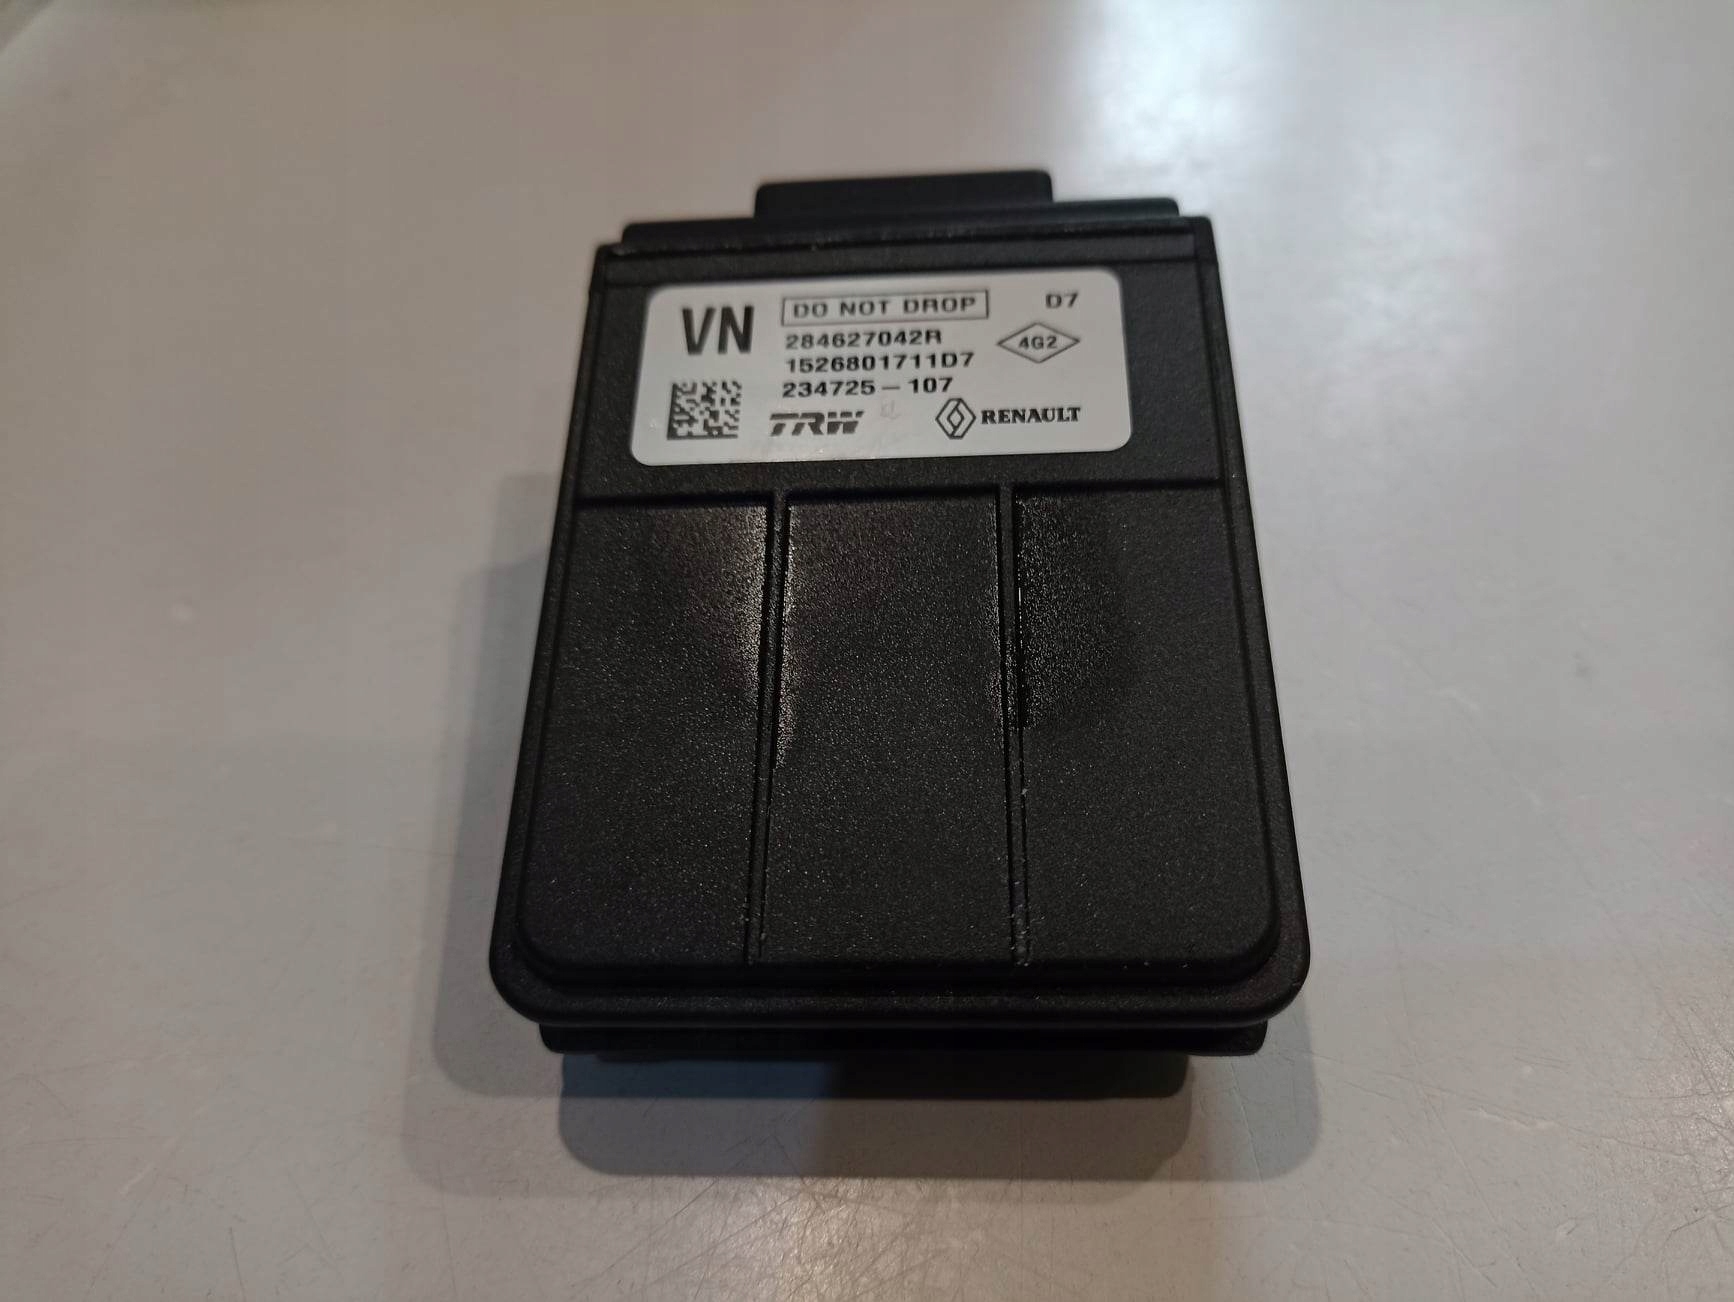 VN
DO NOT DROP
D7
284627042R
4G2
1526801711D7
234725-107
TRW
RENAULT